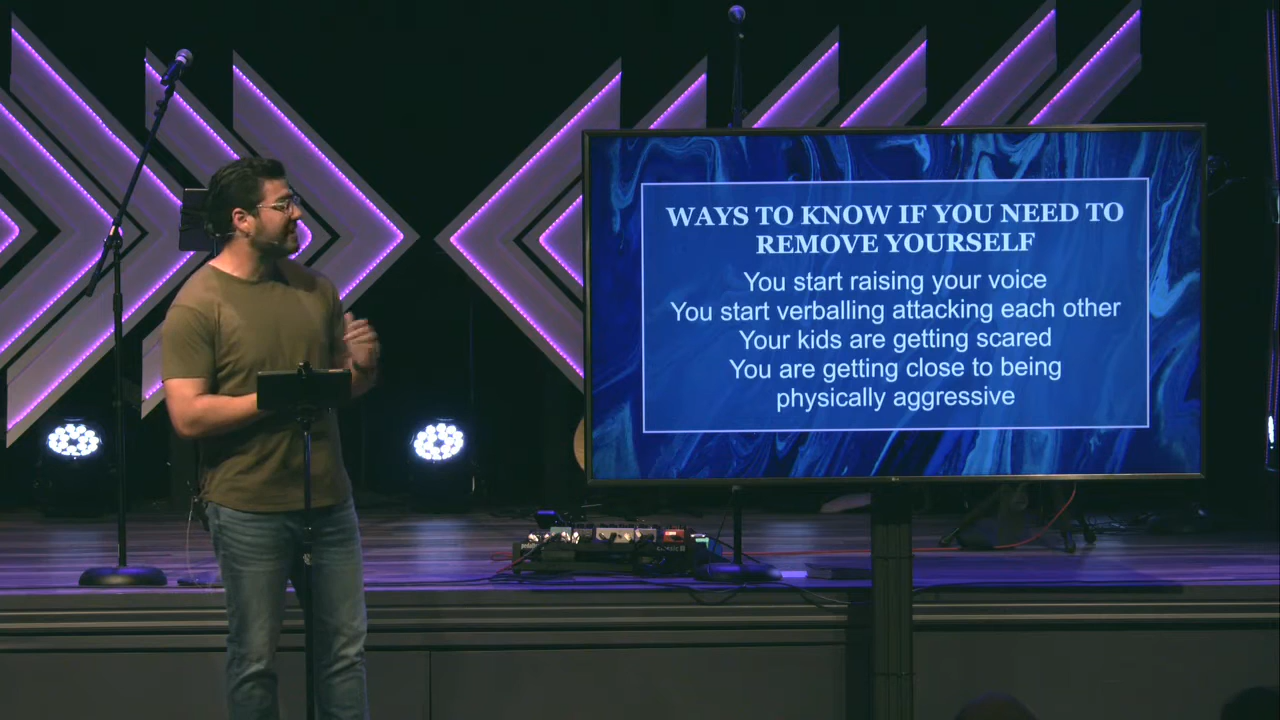 WAYS TO KNOW IF YOU NEED TO
REMOVE YOURSELF
You start raising your voice
You start verballing attacking each other
Your kids are getting scared
You are getting close to being
physically aggressive